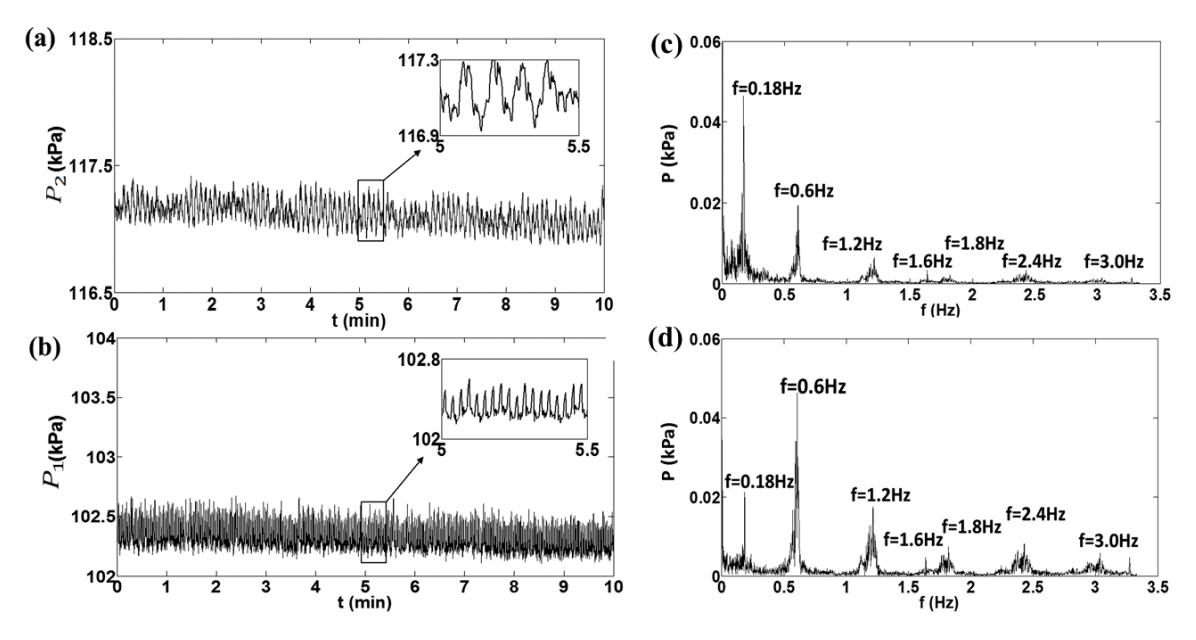 (a)
118.5
117.5
116.5
P2 (kPa)
117.3
116.9
5 5.5
0 1 2 3 4 5 6 7 8 9 10
t (min)
(b)
104
103.5
103
102.5
102
P1(kPa)
102.8
102
5 5.5
0 1 2 3 4 5 6 7 8 9 10
t (min)
(c)
0.06
0.04
0.02
0
P (kPa)
f=0.18Hz
f=0.6Hz
f=1.2Hz
f=1.6Hz
f=1.8Hz
f=2.4Hz
f=3.0Hz
0 0.5 1 1.5 2 2.5 3 3.5
f (Hz)
(d)
0.06
0.04
0.02
0
P (kPa)
f=0.18Hz
f=0.6Hz
f=1.2Hz
f=1.6Hz
f=1.8Hz
f=2.4Hz
f=3.0Hz
0 0.5 1 1.5 2 2.5 3 3.5
f (Hz)